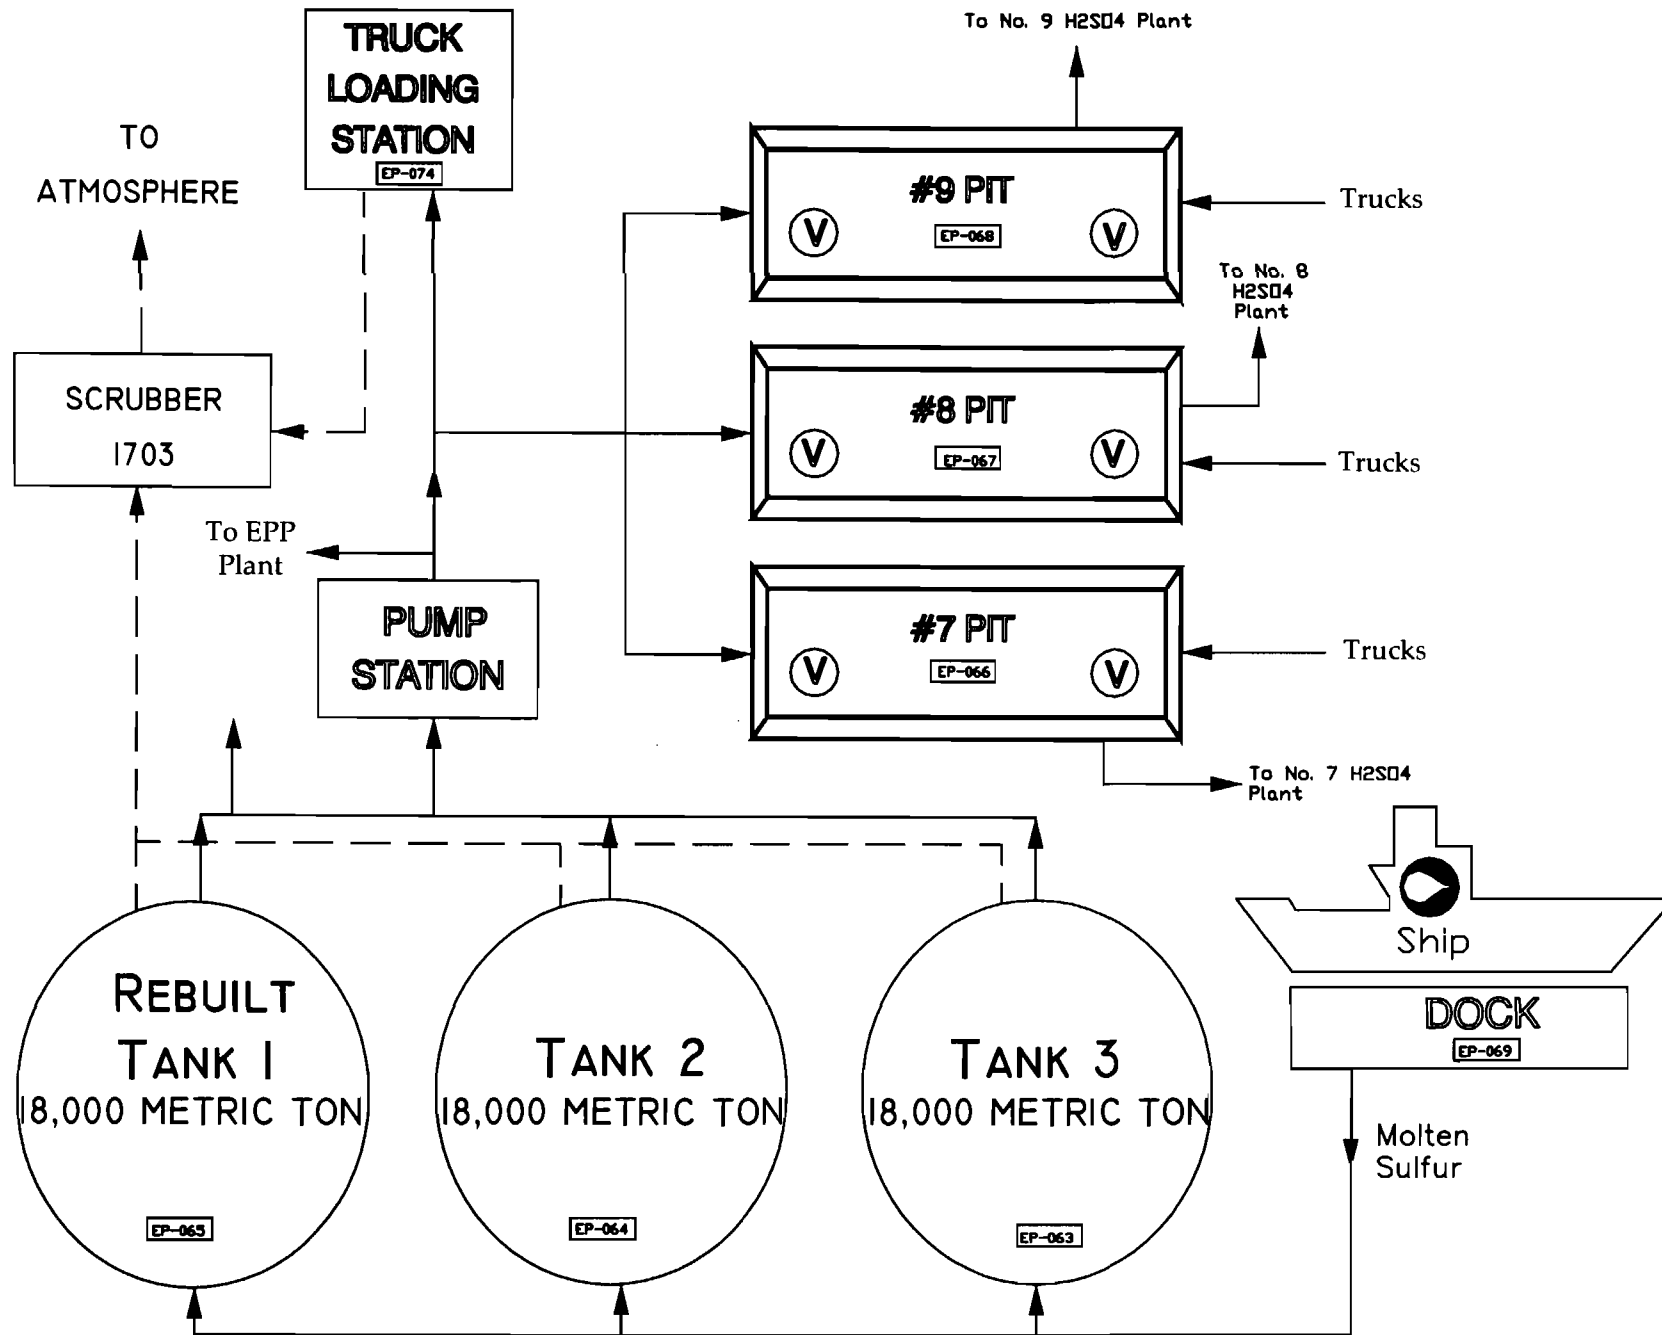 TRUCK
LOADING
STATION
EP-074
To No. 9 H2SO4 Plant
TO
ATMOSPHERE
#9 PIT
V
EP-068
V
Trucks
To No. 8
H2SO4
Plant
SCRUBBER
1703
#8 PIT
V
EP-067
V
Trucks
To EPP
Plant
PUMP
STATION
#7 PIT
V
EP-066
V
Trucks
To No. 7 H2SO4
Plant
Ship
DOCK
EP-069
REBUILT
TANK 1
18,000 METRIC TON
EP-065
TANK 2
18,000 METRIC TON
EP-064
TANK 3
18,000 METRIC TON
EP-063
Molten
Sulfur